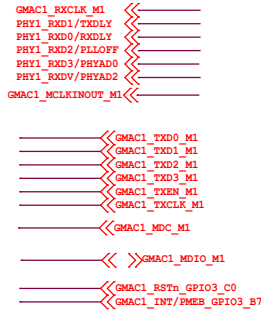 GMAC1_RXCLK_M1
PHY1_RXD1/TXDLY
PHY1_RXD0/RXDLY
PHY1_RXD2/PLLOFF
PHY1_RXD3/PHYAD0
PHY1_RXDV/PHYAD2
GMAC1_MCLKINOUT_M1
GMAC1_TXD0_M1
GMAC1_TXD1_M1
GMAC1_TXD2_M1
GMAC1_TXD3_M1
GMAC1_TXEN_M1
GMAC1_TXCLK_M1
GMAC1_MDC_M1
GMAC1_MDIO_M1
GMAC1_RSTn_GPIO3_C0
GMAC1_INT/PMEB_GPIO3_B7